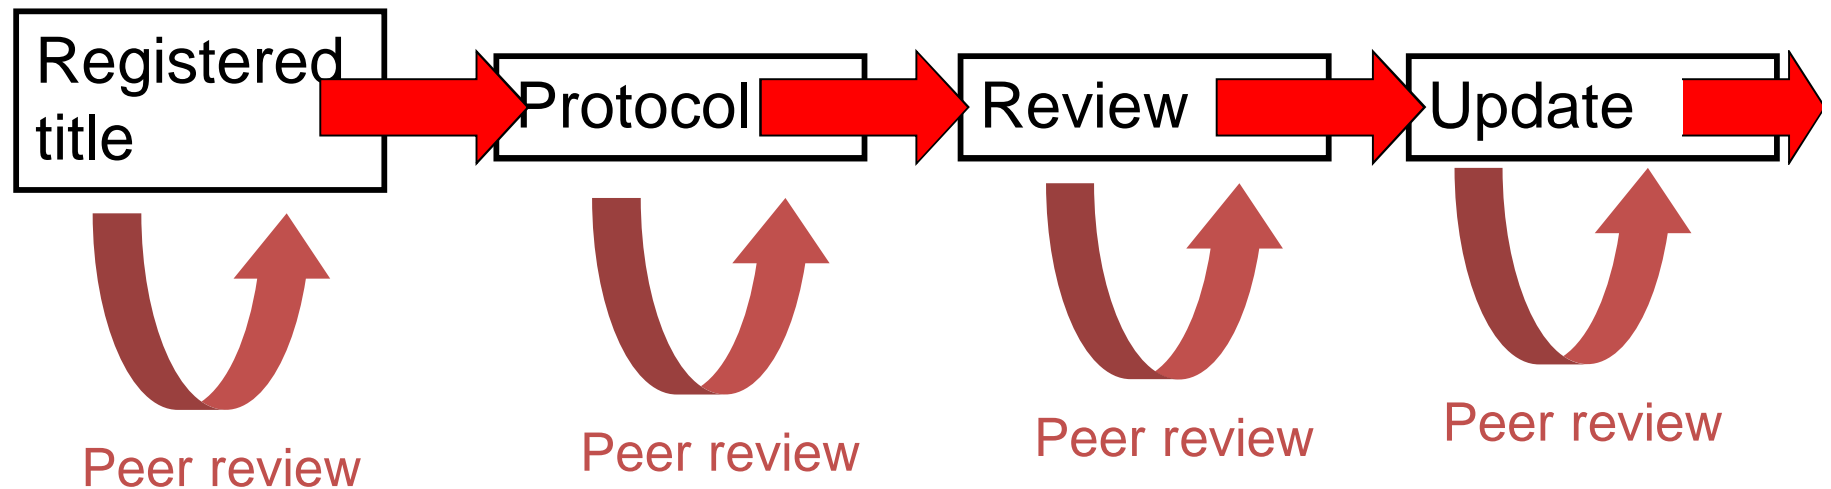 Registered
title
Protocol
Review
Update
Peer review
Peer review
Peer review
Peer review